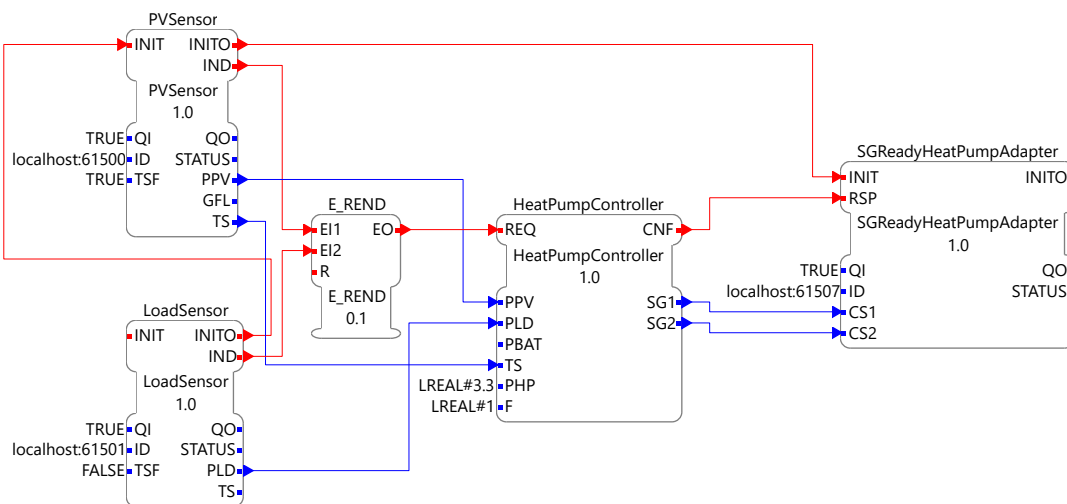 PVSensor
INIT INITO
IND
PVSensor
1.0
TRUE QI QO
localhost:61500 ID STATUS
TRUE TSF PPV
GFL
TS
LoadSensor
INIT INITO
IND
LoadSensor
1.0
TRUE QI QO
localhost:61501 ID STATUS
FALSE TSF PLD
TS
E_REND
EI1 EO
EI2
R
E_REND
0.1
HeatPumpController
REQ CNF
HeatPumpController
1.0
PPV SG1
PLD SG2
PBAT
TS
LREAL#3.3 PHP
LREAL#1 F
SGReadyHeatPumpAdapter
INIT INITO
RSP
SGReadyHeatPumpAdapter
1.0
TRUE QI QO
localhost:61507 ID STATUS
CS1
CS2